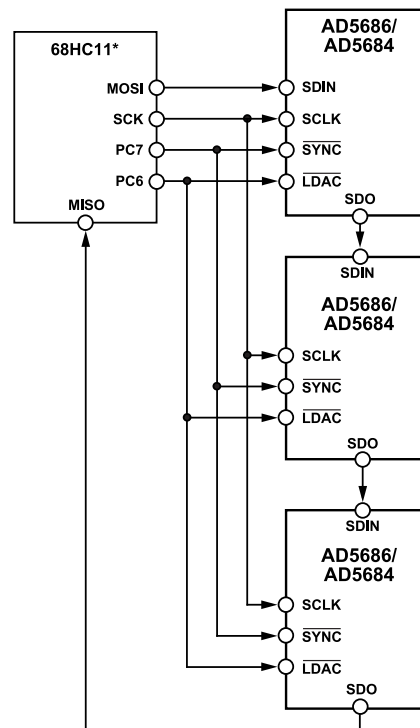 68HC11*
MOSI
SCK
PC7
PC6
MISO
AD5686/
AD5684
SDIN
SCLK
SYNC
LDAC
SDO
SDIN
AD5686/
AD5684
SCLK
SYNC
LDAC
SDO
SDIN
AD5686/
AD5684
SCLK
SYNC
LDAC
SDO